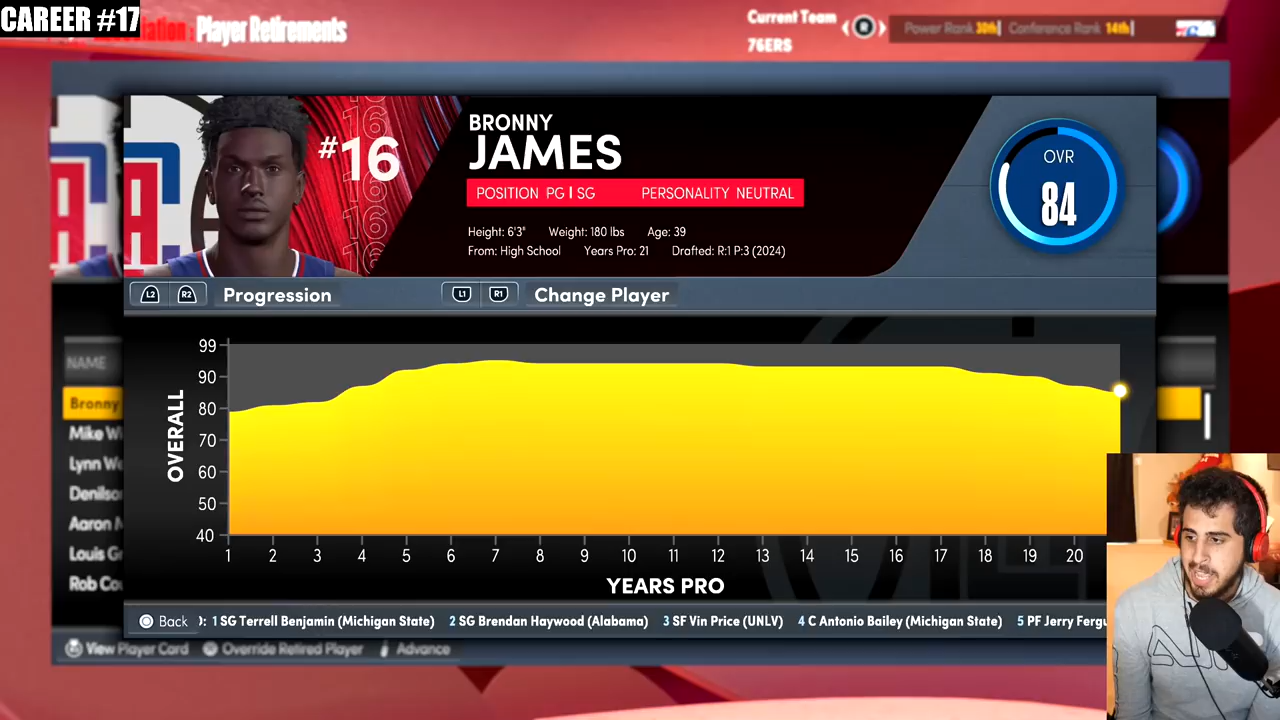 CAREER #17
Player Retirements
Current Team
76ERS
Power Rank 30th
Conference Rank 14th
#16
BRONNY
JAMES
POSITION PG | SG PERSONALITY NEUTRAL
Height: 6'3" Weight: 180 lbs Age: 39
From: High School Years Pro: 21 Drafted: R:1 P:3 (2024)
OVR
84
L2 R2 Progression
L1 R1 Change Player
NAME
Bronny
Mike Wi
Lynn We
Denilso
Aaron M
Louis Gr
Rob Cou
OVERALL
99
90
80
70
60
50
40
1 2 3 4 5 6 7 8 9 10 11 12 13 14 15 16 17 18 19 20
YEARS PRO
Back
): 1 SG Terrell Benjamin (Michigan State) 2 SG Brendan Haywood (Alabama) 3 SF Vin Price (UNLV) 4 C Antonio Bailey (Michigan State) 5 PF Jerry Fergu
View Player Card Override Retired Player Advance